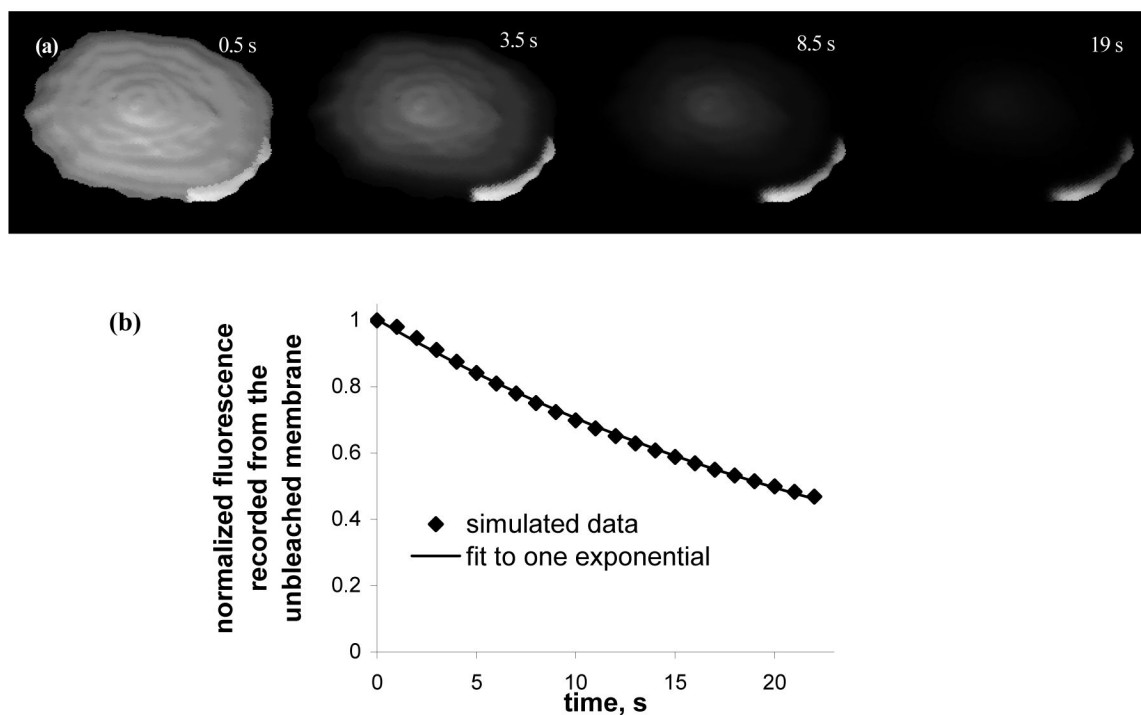 (a) 0.5 s 3.5 s 8.5 s 19 s
(b)
normalized fluorescence
recorded from the
unbleached membrane
1
0.8
0.6
0.4
0.2
0
◆ simulated data
fit to one exponential
0 5 10 15 20
time, s